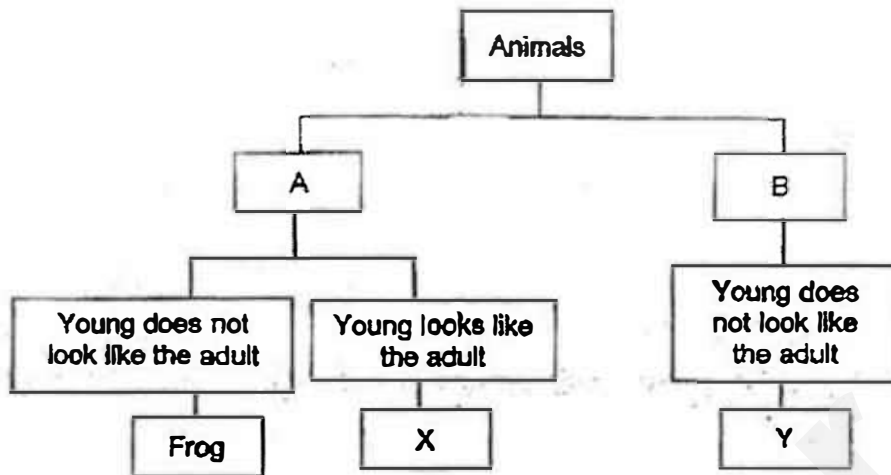 Animals
A
B
Young does not
look like the adult
Young looks like
the adult
Young does
not look like
the adult
Frog
X
Y